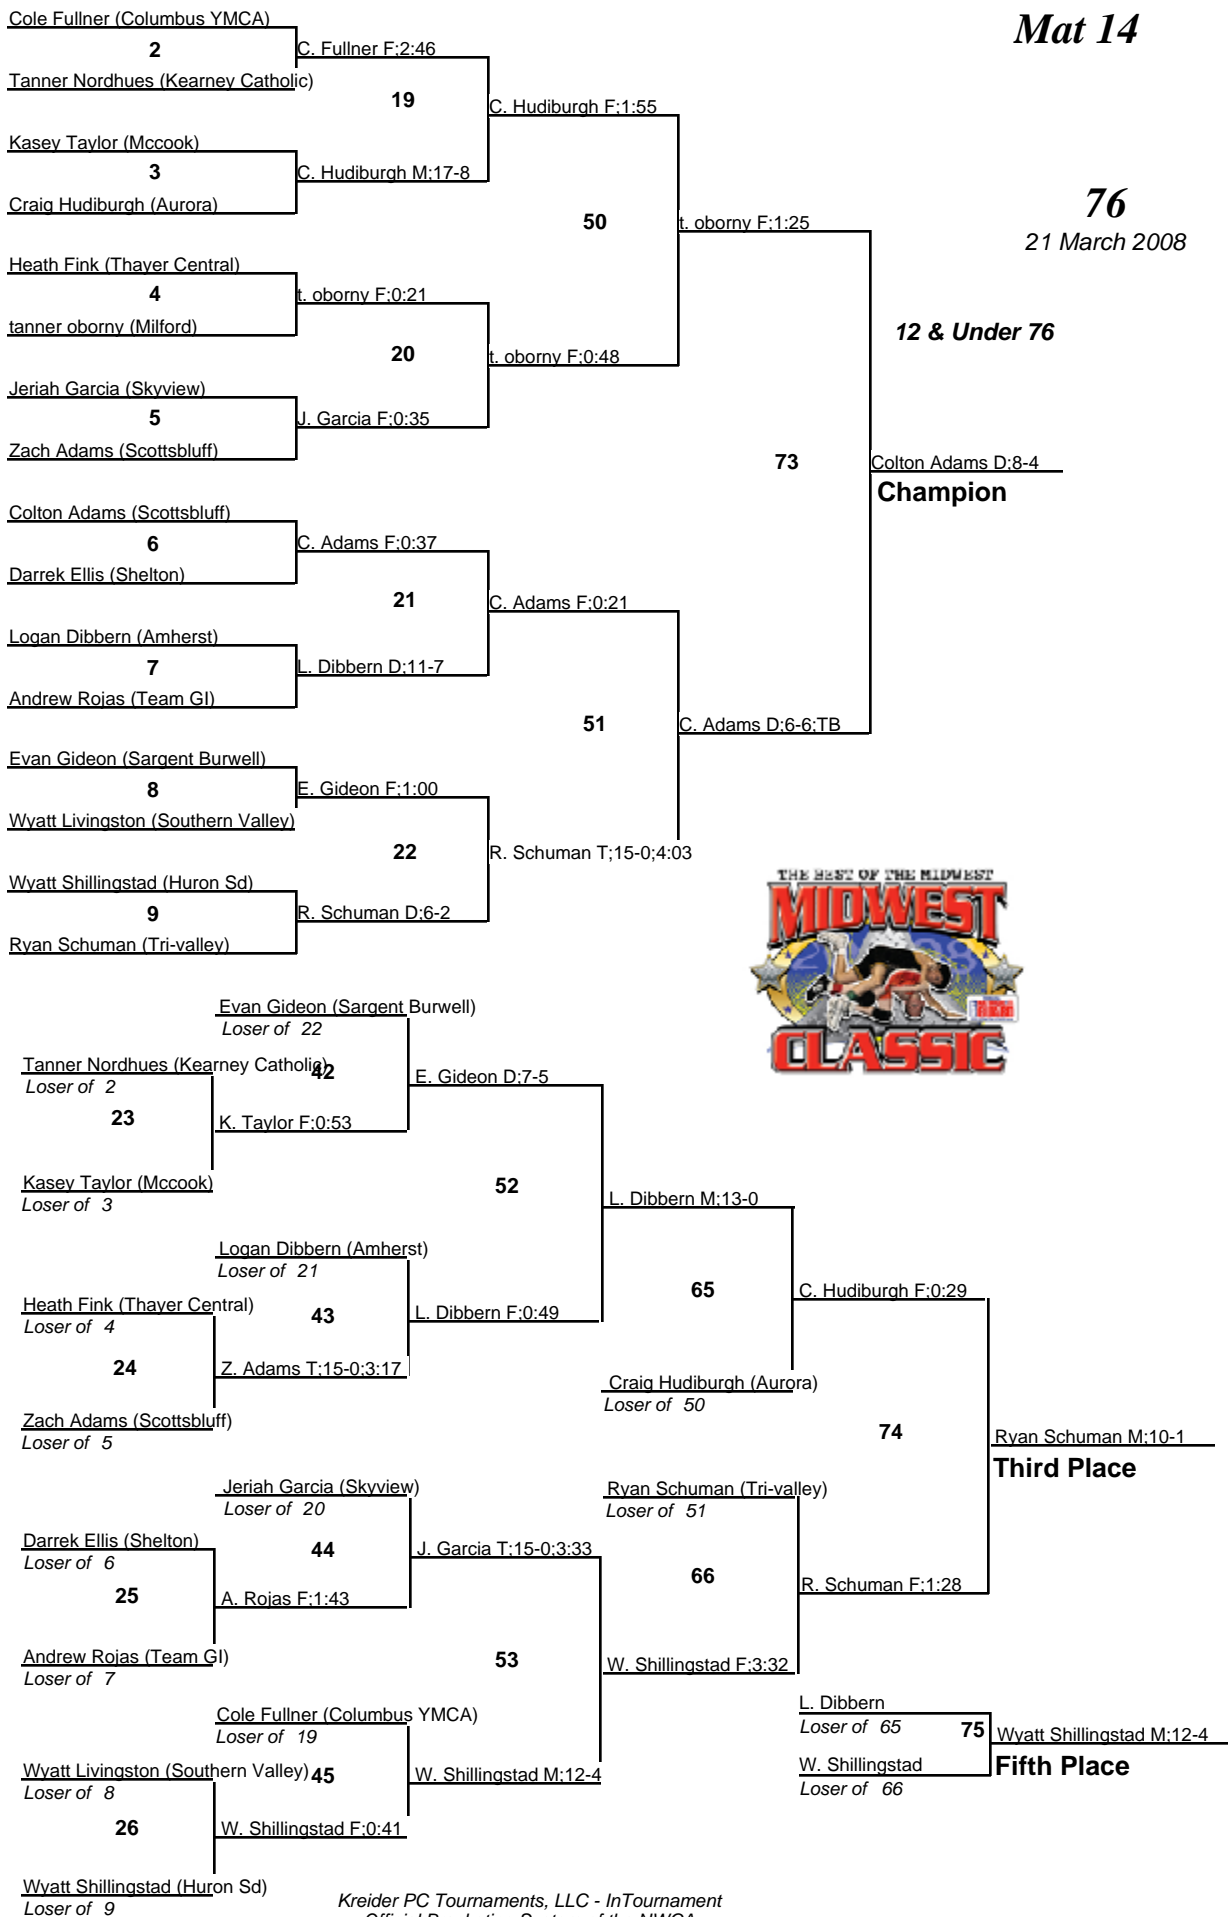 Mat 14
76
21 March 2008
12 & Under 76
Cole Fullner (Columbus YMCA)
2
C. Fullner F;2:46
Tanner Nordhues (Kearney Catholic)
19
C. Hudiburgh F;1:55
Kasey Taylor (Mccook)
3
C. Hudiburgh M;17-8
Craig Hudiburgh (Aurora)
50
t. oborny F;1:25
Heath Fink (Thayer Central)
4
t. oborny F;0:21
tanner oborny (Milford)
20
t. oborny F;0:48
Jeriah Garcia (Skyview)
5
J. Garcia F;0:35
Zach Adams (Scottsbluff)
73
Colton Adams D;8-4
Champion
Colton Adams (Scottsbluff)
6
C. Adams F;0:37
Darrek Ellis (Shelton)
21
C. Adams F;0:21
Logan Dibbern (Amherst)
7
L. Dibbern D;11-7
Andrew Rojas (Team GI)
51
C. Adams D;6-6;TB
Evan Gideon (Sargent Burwell)
8
E. Gideon F;1:00
Wyatt Livingston (Southern Valley)
22
R. Schuman T;15-0;4:03
Wyatt Shillingstad (Huron Sd)
9
R. Schuman D;6-2
Ryan Schuman (Tri-valley)
THE BEST OF THE MIDWEST
MIDWEST
CLASSIC
Evan Gideon (Sargent Burwell)
Loser of 22
Tanner Nordhues (Kearney Catholic)
Loser of 2
42
E. Gideon D;7-5
23
K. Taylor F;0:53
Kasey Taylor (Mccook)
Loser of 3
52
L. Dibbern M;13-0
Logan Dibbern (Amherst)
Loser of 21
Heath Fink (Thayer Central)
Loser of 4
43
L. Dibbern F;0:49
65
C. Hudiburgh F;0:29
24
Z. Adams T;15-0;3:17
Craig Hudiburgh (Aurora)
Loser of 50
Zach Adams (Scottsbluff)
Loser of 5
74
Ryan Schuman M;10-1
Third Place
Jeriah Garcia (Skyview)
Loser of 20
Ryan Schuman (Tri-valley)
Loser of 51
Darrek Ellis (Shelton)
Loser of 6
44
J. Garcia T;15-0;3:33
66
R. Schuman F;1:28
25
A. Rojas F;1:43
Andrew Rojas (Team GI)
Loser of 7
53
W. Shillingstad F;3:32
Cole Fullner (Columbus YMCA)
Loser of 19
L. Dibbern
Loser of 65
75
Wyatt Shillingstad M;12-4
Fifth Place
W. Shillingstad
Loser of 66
Wyatt Livingston (Southern Valley)
Loser of 8
45
W. Shillingstad M;12-4
26
W. Shillingstad F;0:41
Wyatt Shillingstad (Huron Sd)
Loser of 9
Kreider PC Tournaments, LLC - InTournament